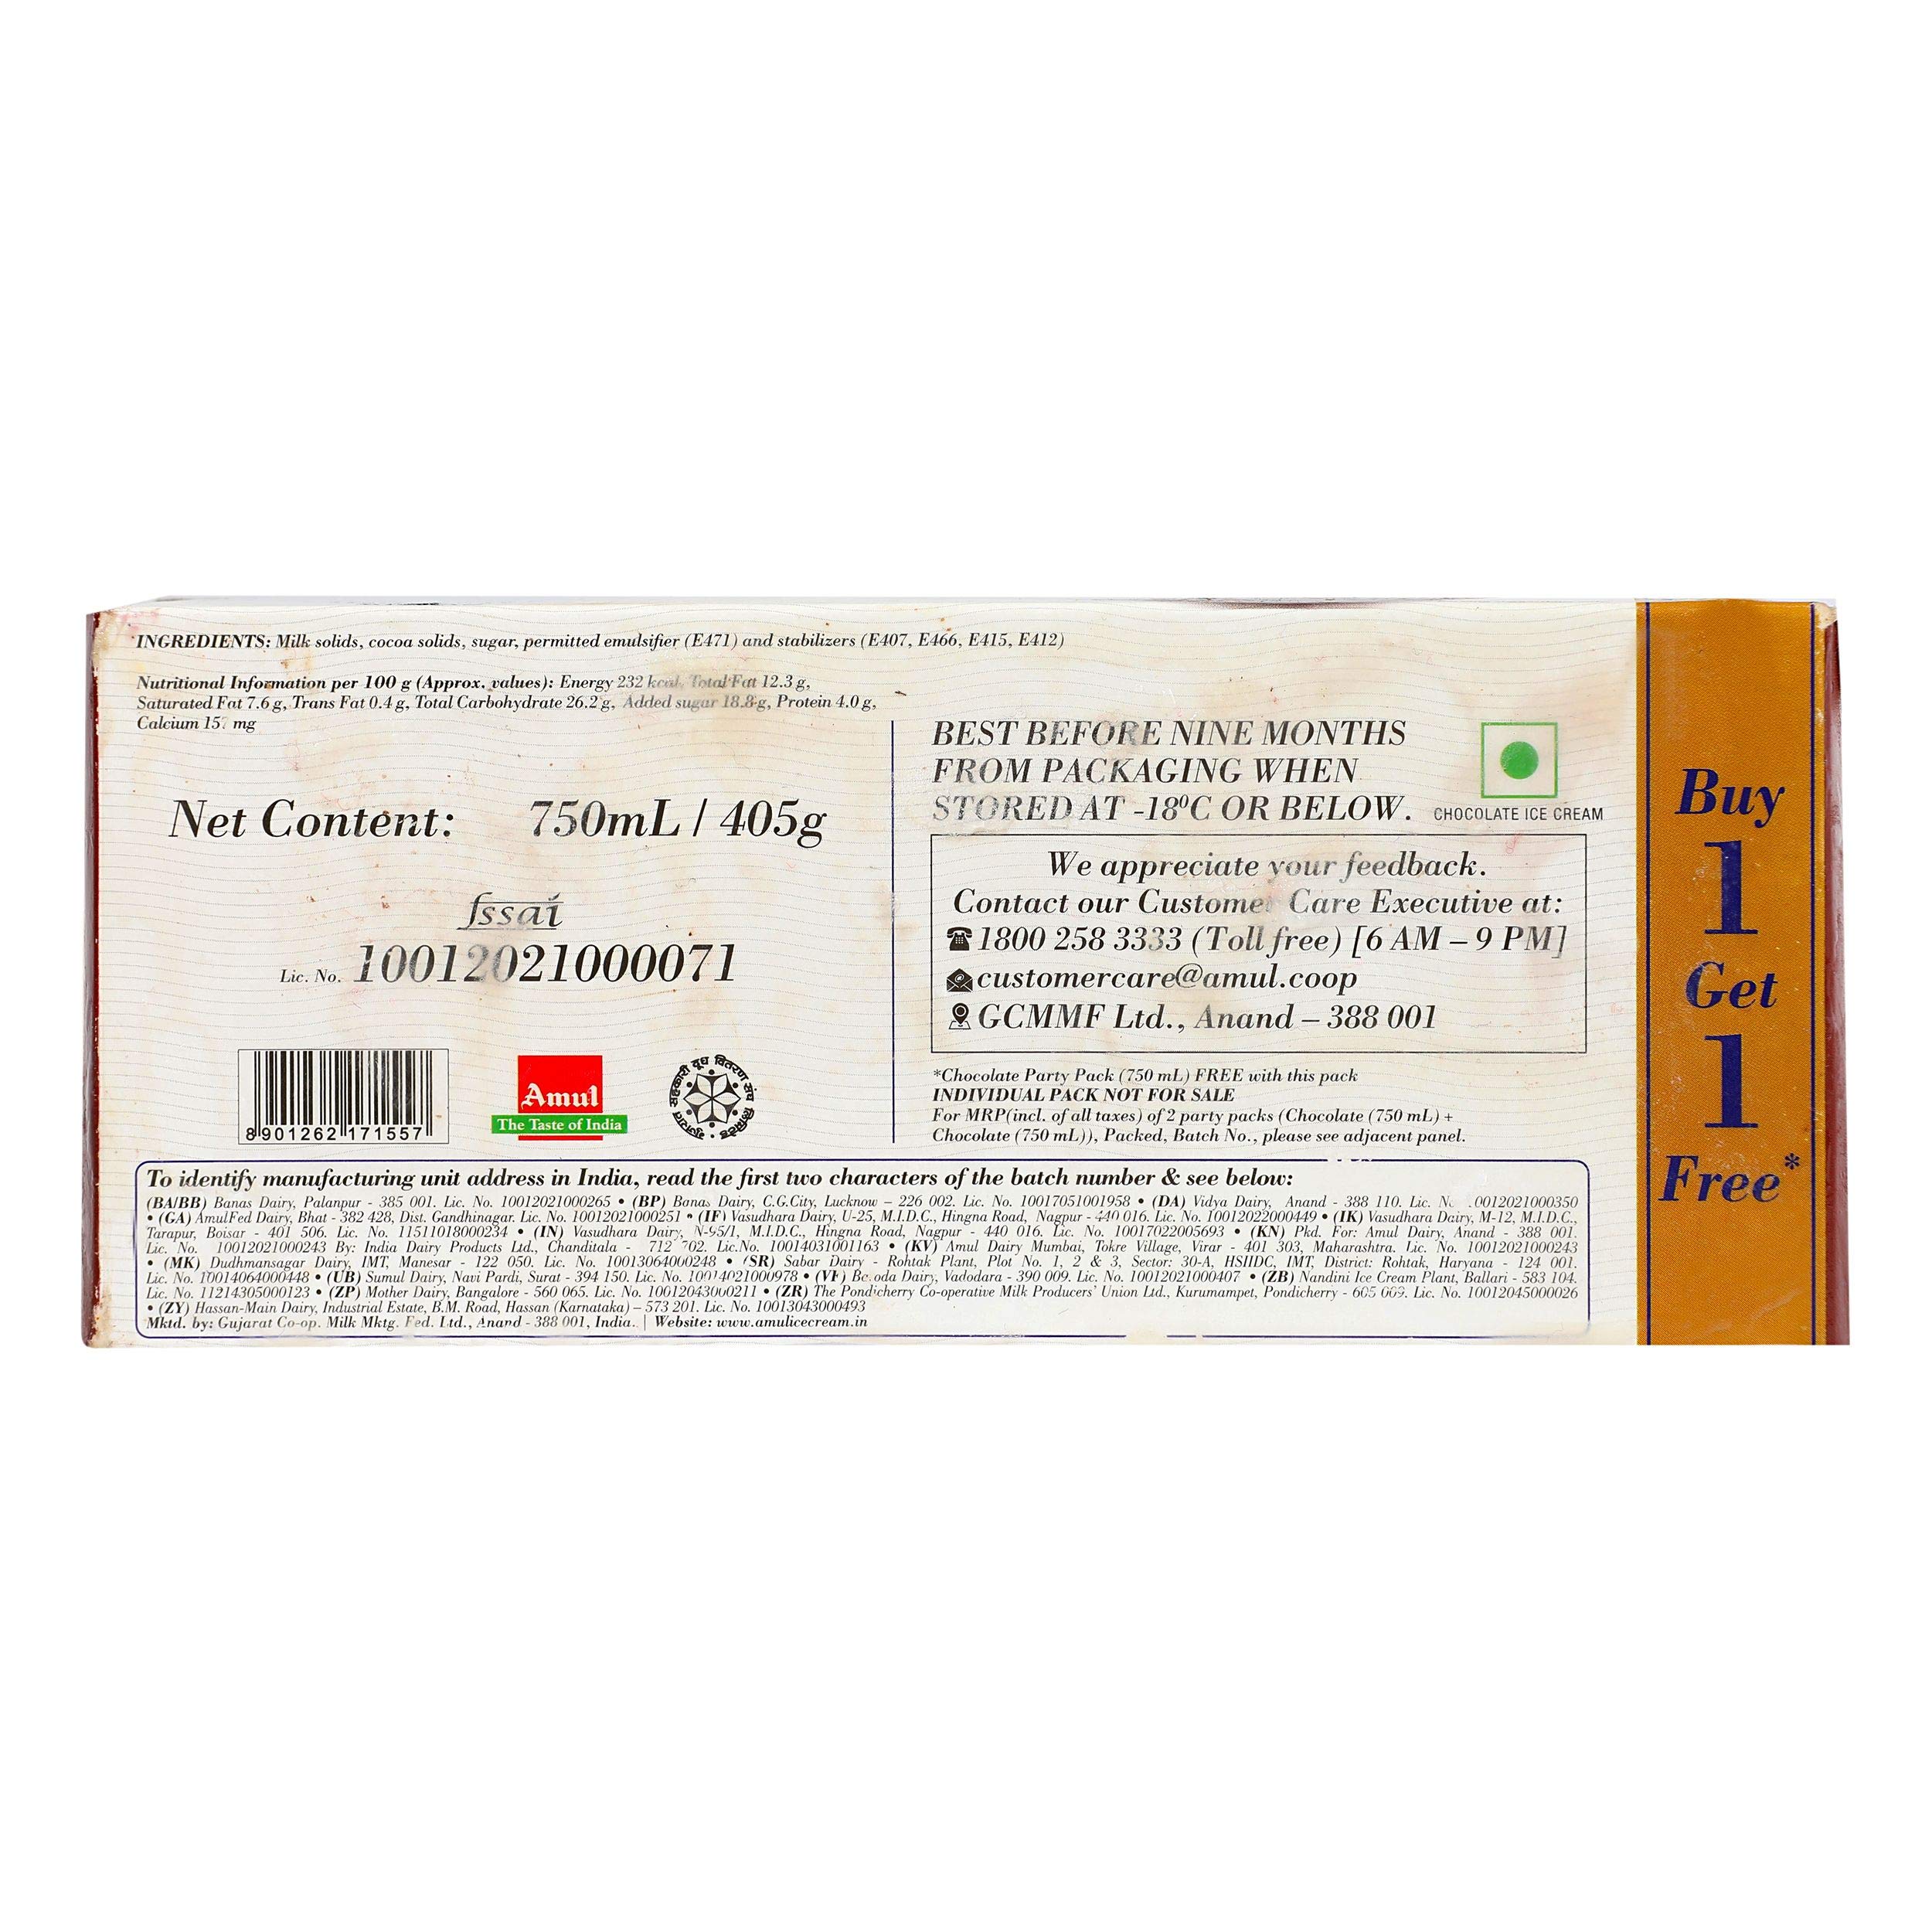 INGREDIENTS: Milk solids, cocoa solids, sugar, permitted emulsifier (E471) and stabilizers (E407, E466, E415, E412)
Nutritional Information per 100 g (Approx. values): Energy 232 kcal, Total Fat 12.3 g,
Saturated Fat 7.6 g, Trans Fat 0.4 g, Total Carbohydrate 26.2 g, Added sugar 18.8 g, Protein 4.0 g,
Calcium mg
Net Content: 750mL / 405g
fssai
Lic. No. 10012021000071
8 901262 171557
Amul
The Taste of India
गुजरात सहकारी दूध वितरण संघ लिमिटेड
BEST BEFORE NINE MONTHS
FROM PACKAGING WHEN
STORED AT -18⁰C OR BELOW.
CHOCOLATE ICE CREAM
We appreciate your feedback.
Contact our Customer Care Executive at:
1800 258 3333 (Toll free) [6 AM – 9 PM]
customercare@amul.coop
GCMMF Ltd., Anand – 388 001
*Chocolate Party Pack (750 mL) FREE with this pack
INDIVIDUAL PACK NOT FOR SALE
For MRP(incl. of all taxes) of 2 party packs (Chocolate (750 mL) +
Chocolate (750 mL)), Packed, Batch No., please see adjacent panel.
To identify manufacturing unit address in India, read the first two characters of the batch number & see below:
(BA/BB) Banas Dairy, Palanpur - 385 001. Lic. No. 10012021000265 • (BP) Banas Dairy, C.G.City, Lucknow – 226 002. Lic. No. 10017051001958 • (DA) Vidya Dairy, Anand - 388 110. Lic.
• (GA) AmulFed Dairy, Bhat - 382 428, Dist. Gandhinagar. Lic. No. 10012021000251 • (IF) Vasudhara Dairy, U-25, M.I.D.C., Hingna Road, Nagpur - 440 016. Lic. No. 10012022000449 • (IK) Vasudhara Dairy, M-12, M.I.D.C.,
Tarapur, Boisar - 401 506. Lic. No. 11511018000234 • (IN) Vasudhara Dairy, N-95/1, M.I.D.C., Hingna Road, Nagpur - 440 016. Lic. No. 10017022005693 • (KN) Pkd. For: Amul Dairy, Anand - 388 001.
Lic. No. 10012021000243 By: India Dairy Products Ltd., Chanditala - 712 702. Lic.No. 10014031001163 • (KV) Amul Dairy Mumbai, Tokre Village, Virar - 401 303, Maharashtra. Lic. No. 10012021000243
• (MK) Dudhmansagar Dairy, IMT, Manesar - 122 050. Lic. No. 10013064000248 • (SR) Sabar Dairy - Rohtak Plant, Plot No. 1, 2 & 3, Sector: 30-A, HSIIDC, IMT, District: Rohtak, Haryana - 124 001.
Lic. No. 10014064000448 • (UB) Sumul Dairy, Navi Pardi, Surat - 394 150. Lic. No. 10014021000978 • Baroda Dairy, Vadodara - 390 009. Lic. No. 10012021000407 • (ZB) Nandini Ice Cream Plant, Ballari - 583 104.
Lic. No. 11214305000123 • (ZP) Mother Dairy, Bangalore - 560 065. Lic. No. 10012043000211 • (ZR) The Pondicherry Co-operative Milk Producers' Union Ltd., Kurumampet, Pondicherry - 605 009. Lic. No. 10012045000026
• (ZY) Hassan-Main Dairy, Industrial Estate, B.M. Road, Hassan (Karnataka) – 573 201. Lic. No. 10013043000493
Mktd. by: Gujarat Co-op. Milk Mktg. Fed. Ltd., Anand - 388 001, India. | Website: www.amulicecream.in
Buy
1
Get
1
Free*